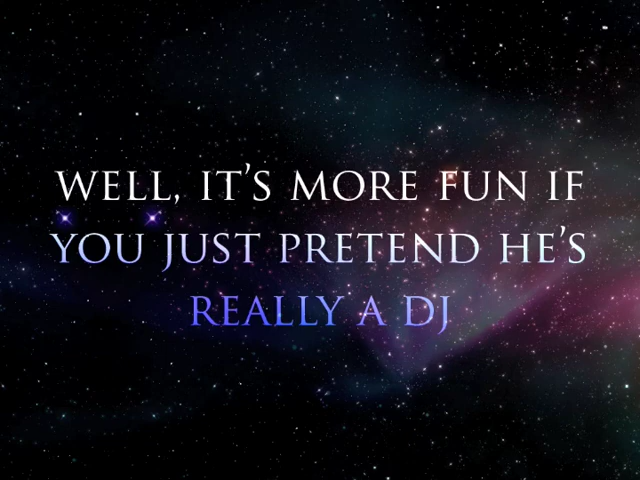 WELL, IT'S MORE FUN IF
YOU JUST PRETEND HE'S
REALLY A DJ